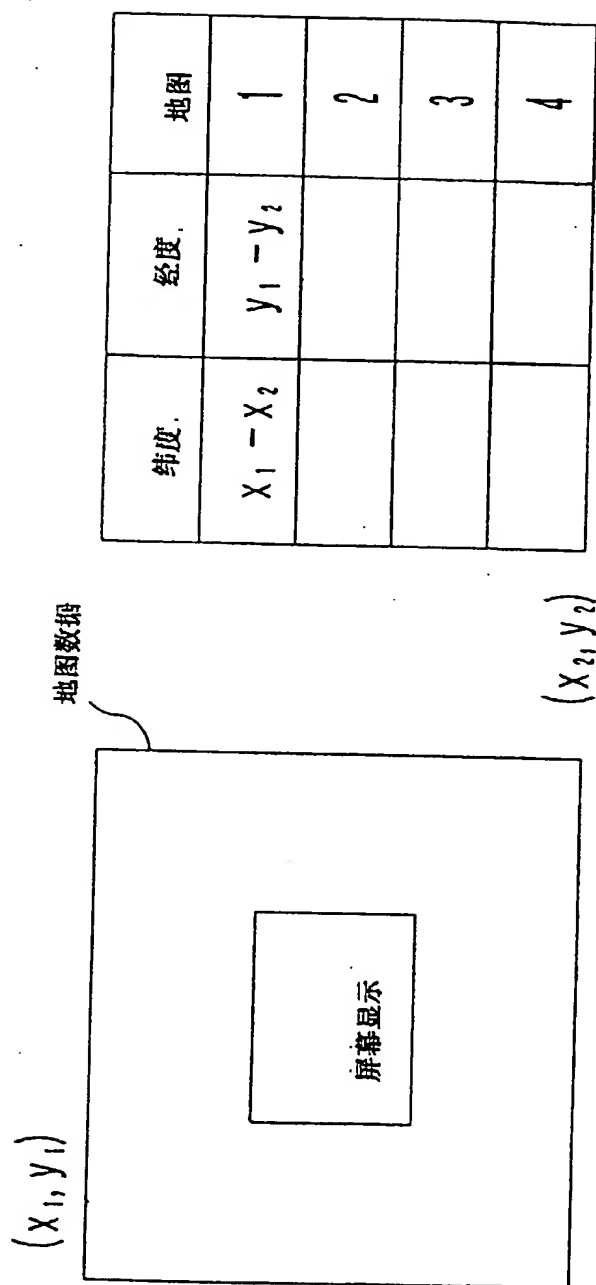 (X₁, y₁)
地图数据
屏幕显示
(X₂, y₂)
纬度 经度 地图
X₁ – X₂ y₁ – y₂ 1
2
3
4